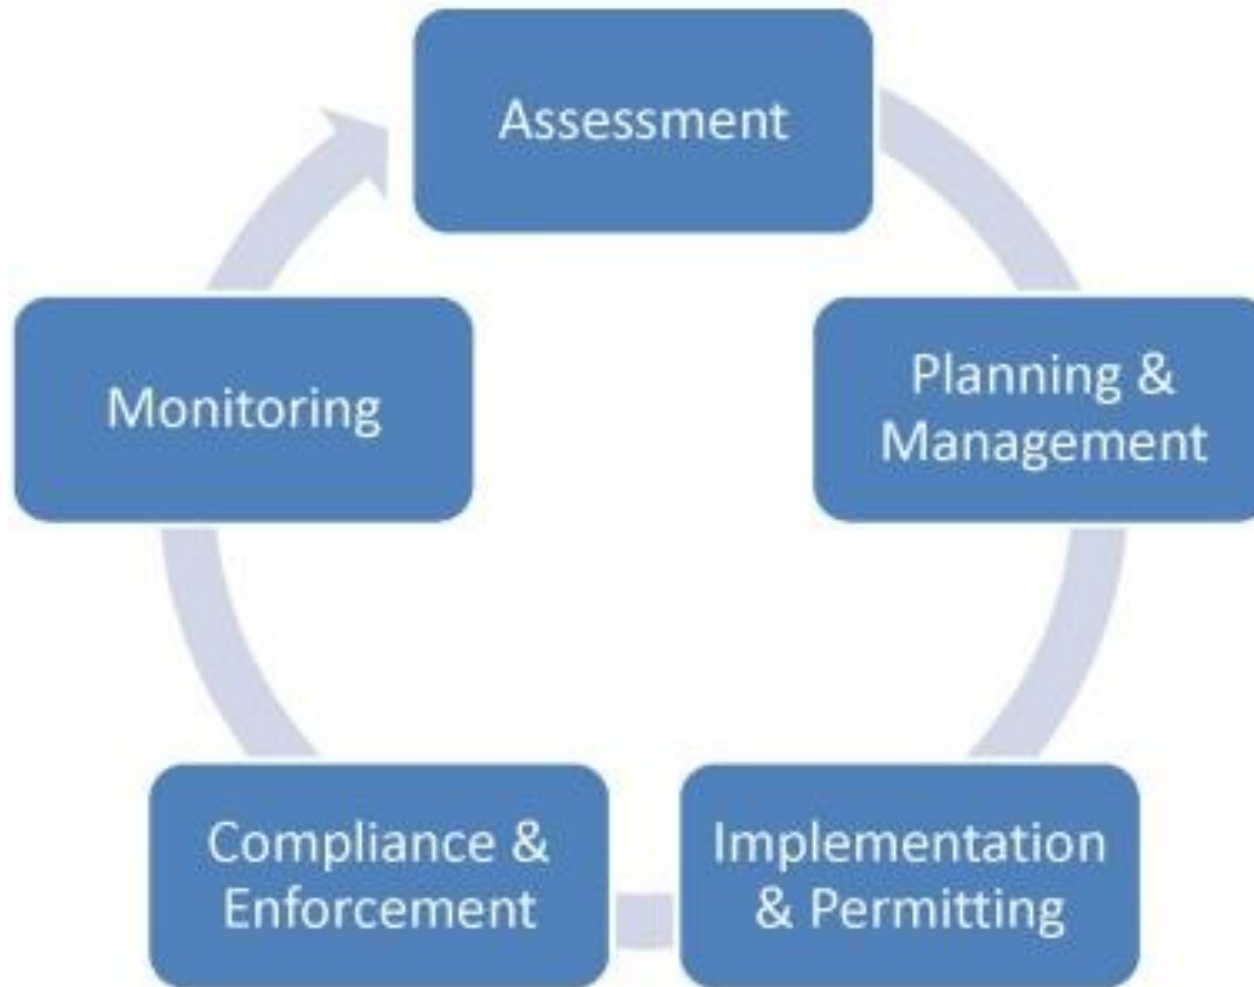 Assessment
Planning &
Management
Implementation
& Permitting
Compliance &
Enforcement
Monitoring